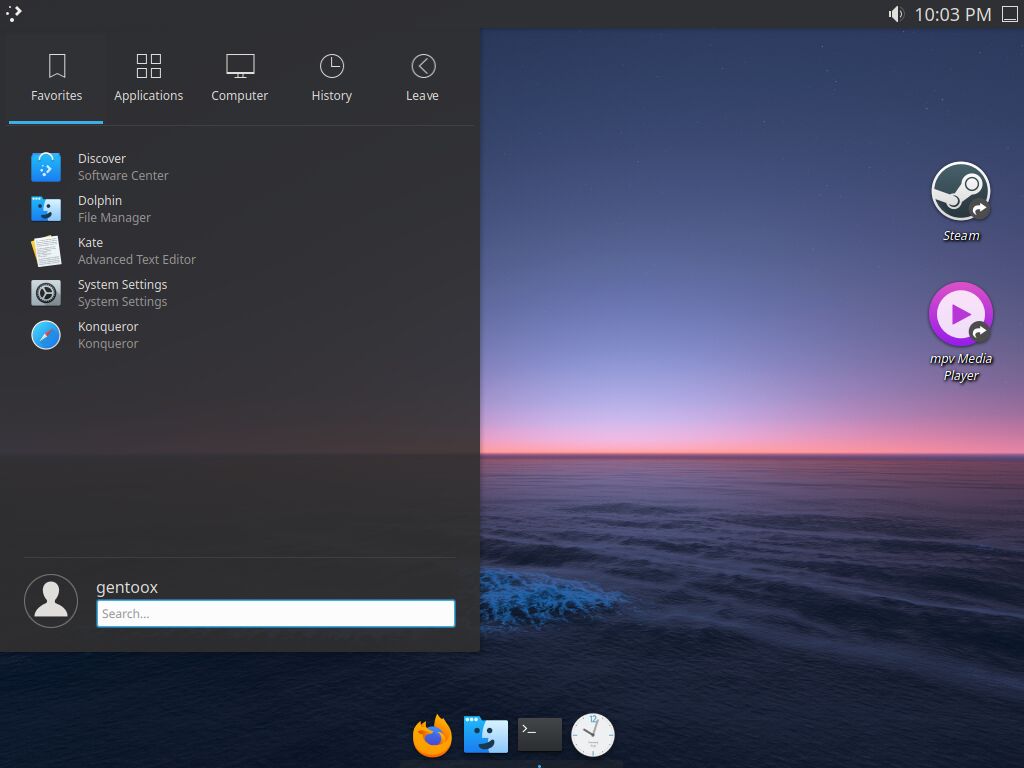 10:03 PM
Favorites
Applications
Computer
History
Leave
Discover
Software Center
Dolphin
File Manager
Kate
Advanced Text Editor
System Settings
System Settings
Konqueror
Konqueror
Steam
mpv Media
Player
gentoox
Search...
>_
12